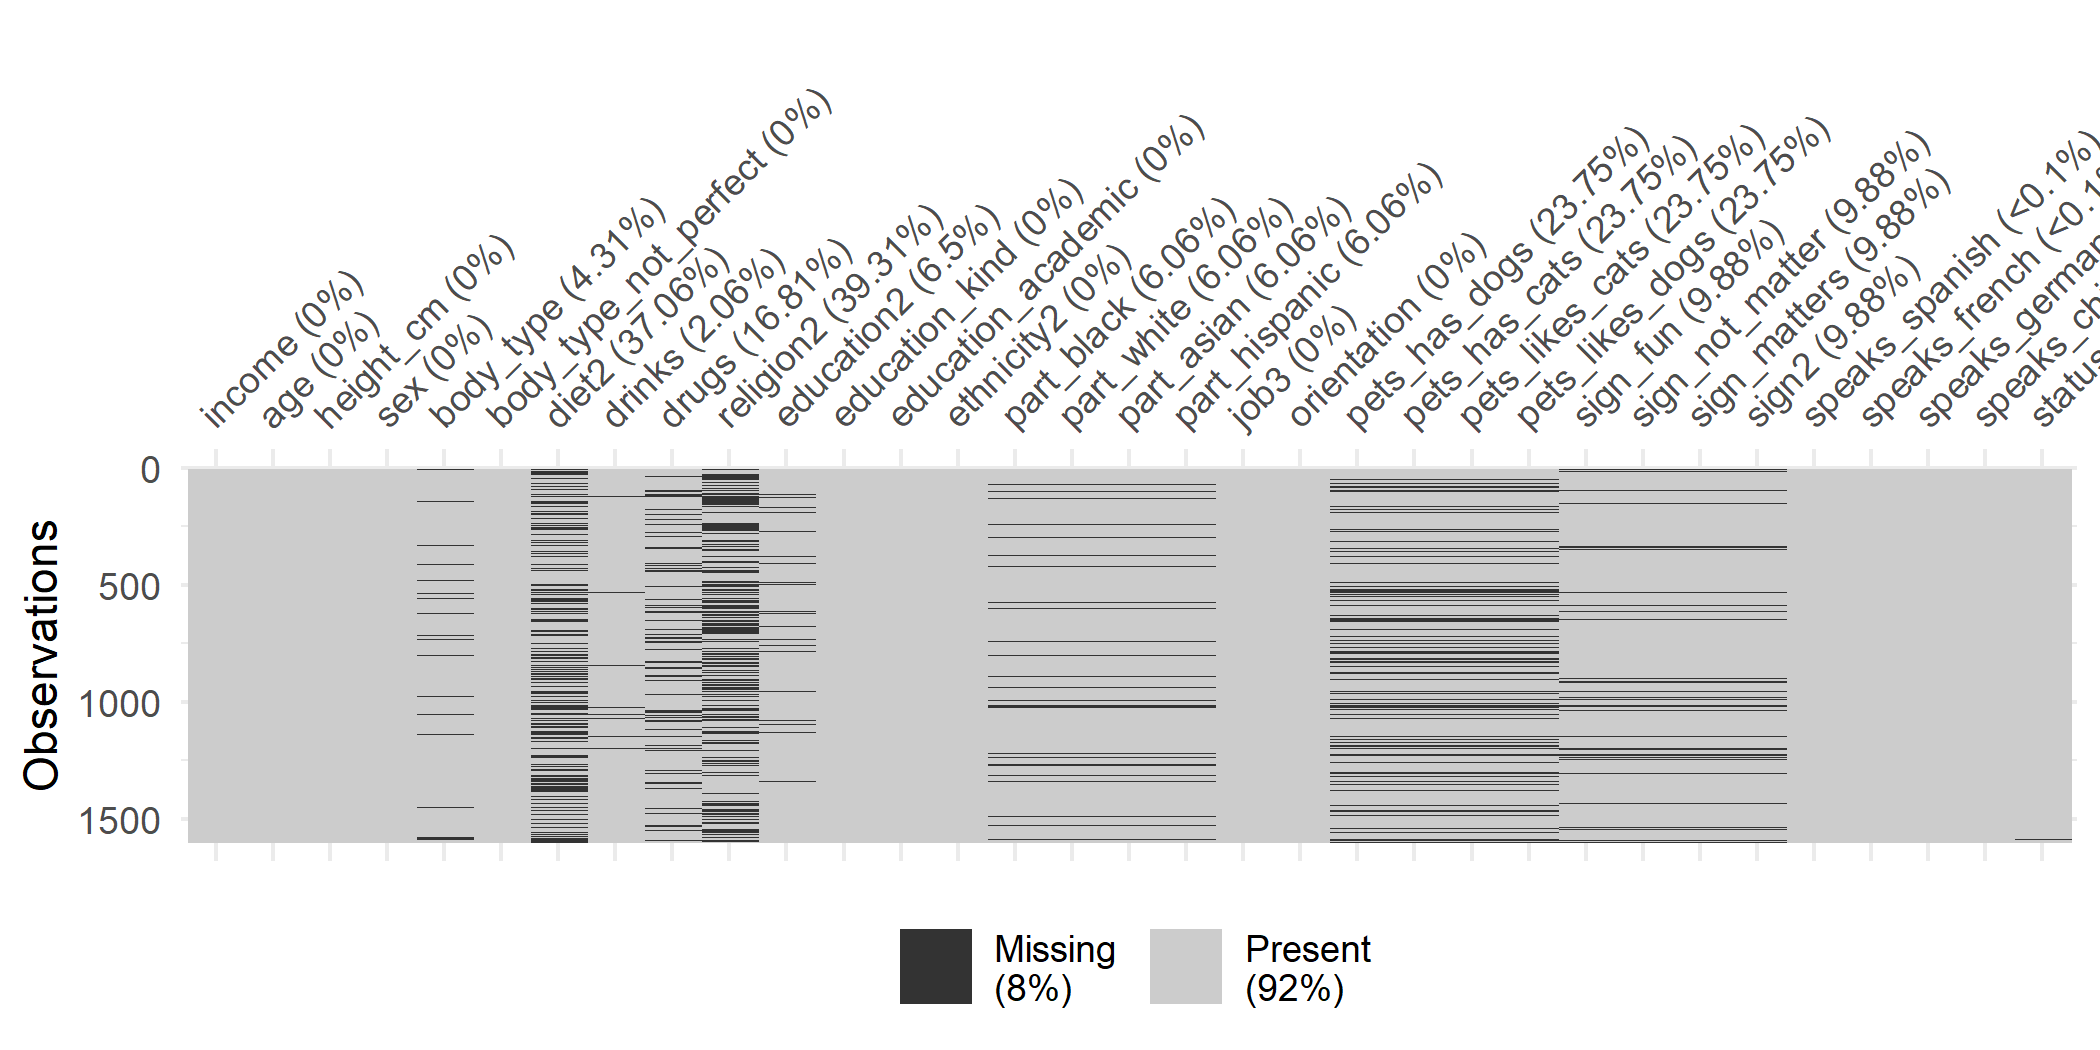 income (0%)
age (0%)
height_cm (0%)
sex (0%)
body_type (4.31%)
body_type_not_perfect (0%)
diet2 (37.06%)
drinks (2.06%)
drugs (16.81%)
religion2 (39.31%)
education2 (6.5%)
education_kind (0%)
education_academic (0%)
ethnicity2 (0%)
part_black (6.06%)
part_white (6.06%)
part_asian (6.06%)
part_hispanic (6.06%)
job3 (0%)
orientation (0%)
pets_has_dogs (23.75%)
pets_has_cats (23.75%)
pets_likes_cats (23.75%)
pets_likes_dogs (23.75%)
sign_fun (9.88%)
sign_not_matter (9.88%)
sign_matters (9.88%)
sign2 (9.88%)
speaks_spanish (<0.1%)
speaks_french (<0.1%
speaks_german
speaks_chi
status
0
500
1000
1500
Observations
Missing
(8%)
Present
(92%)